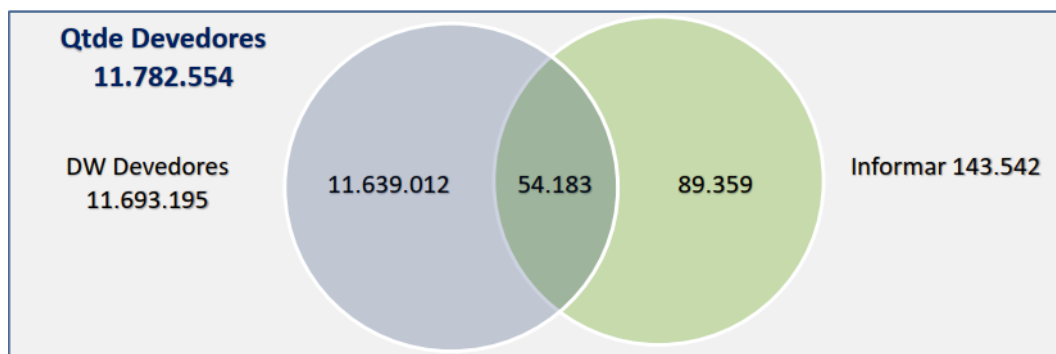 Qtde Devedores
11.782.554
DW Devedores
11.693.195
11.639.012
54.183
89.359
Informar 143.542